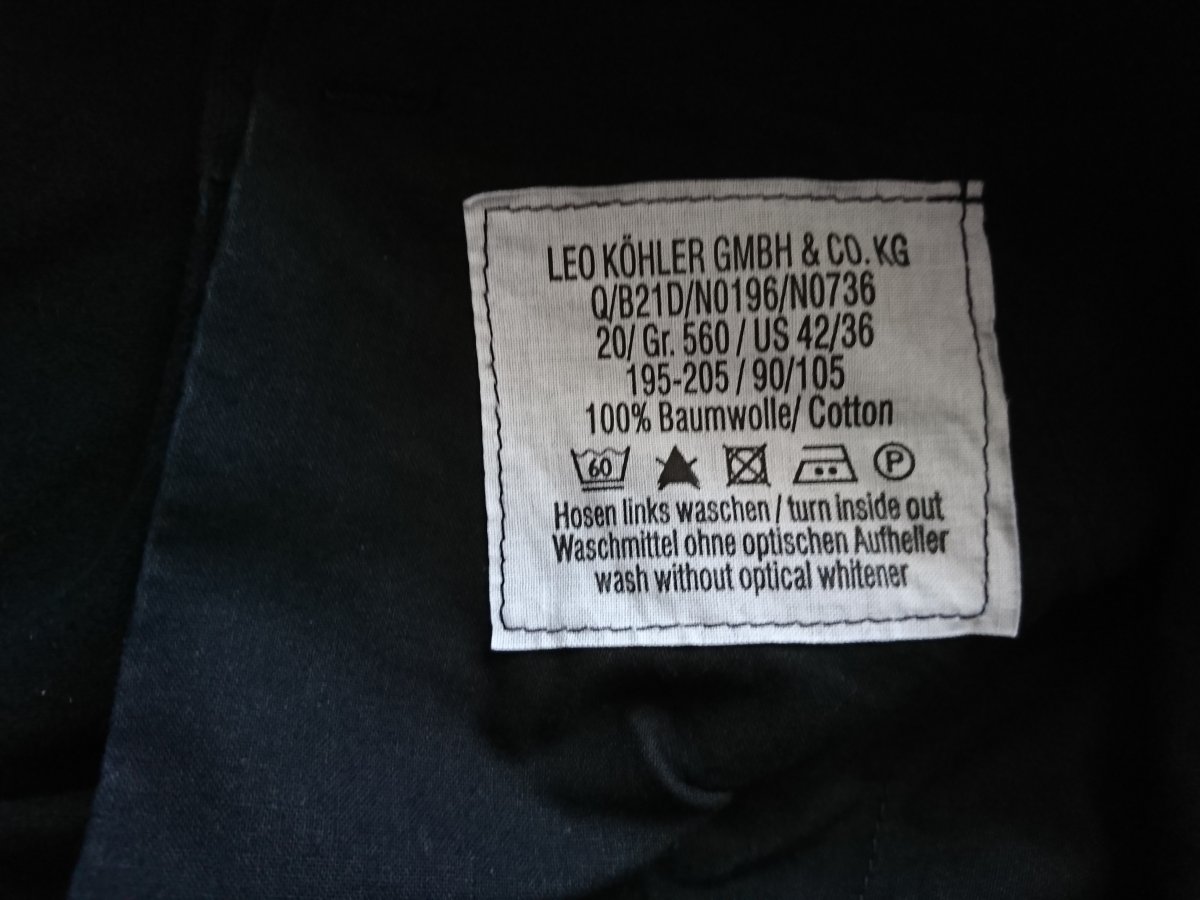 LEO KÖHLER GMBH & CO. KG
Q/B21D/N0196/N0736
20/ Gr. 560 / US 42/36
195-205 / 90/105
100% Baumwolle/ Cotton
60 P
Hosen links waschen / turn inside out
Waschmittel ohne optischen Aufheller
wash without optical whitener